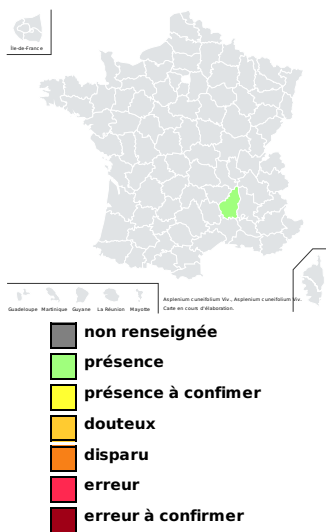 Île-de-France
Guadeloupe Martinique Guyane La Réunion Mayotte
Asplenium cuneifolium Viv., Asplenium cuneifolium Viv.
Carte en cours d'élaboration.
non renseignée
présence
présence à confimer
douteux
disparu
erreur
erreur à confirmer